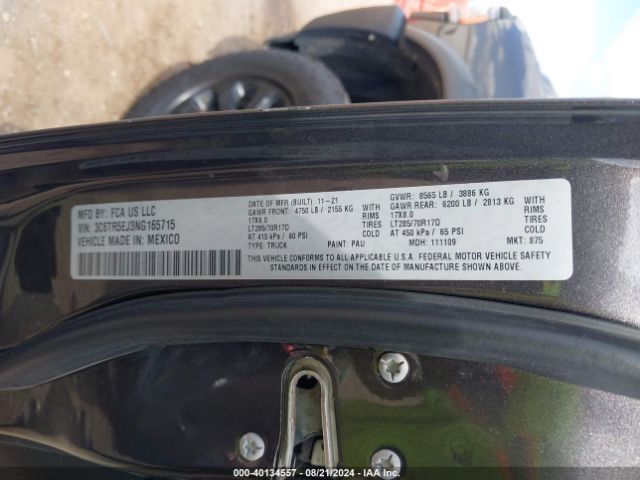 MFD BY: FCA US LLC
VIN: 3C6TR5EJ3NG165715
VEHICLE MADE IN: MEXICO
DATE OF MFR (BUILT): 11-21
GAWR FRONT: 4750 LB / 2155 KG WITH
17X8.0 RIMS
LT285/70R17D TIRES
AT 415 kPa / 60 PSI COLD
TYPE: TRUCK PAINT: PAU
GVWR: 8565 LB / 3886 KG
GAWR REAR: 6200 LB / 2813 KG WITH
17X8.0 RIMS
LT285/70R17D TIRES
AT 450 kPa / 65 PSI COLD
MDH: 111109 MKT: 875
THIS VEHICLE CONFORMS TO ALL APPLICABLE U.S.A. FEDERAL MOTOR VEHICLE SAFETY
STANDARDS IN EFFECT ON THE DATE OF MANUFACTURE SHOWN ABOVE
000-40134557 - 08/21/2024 - IAAI.COM